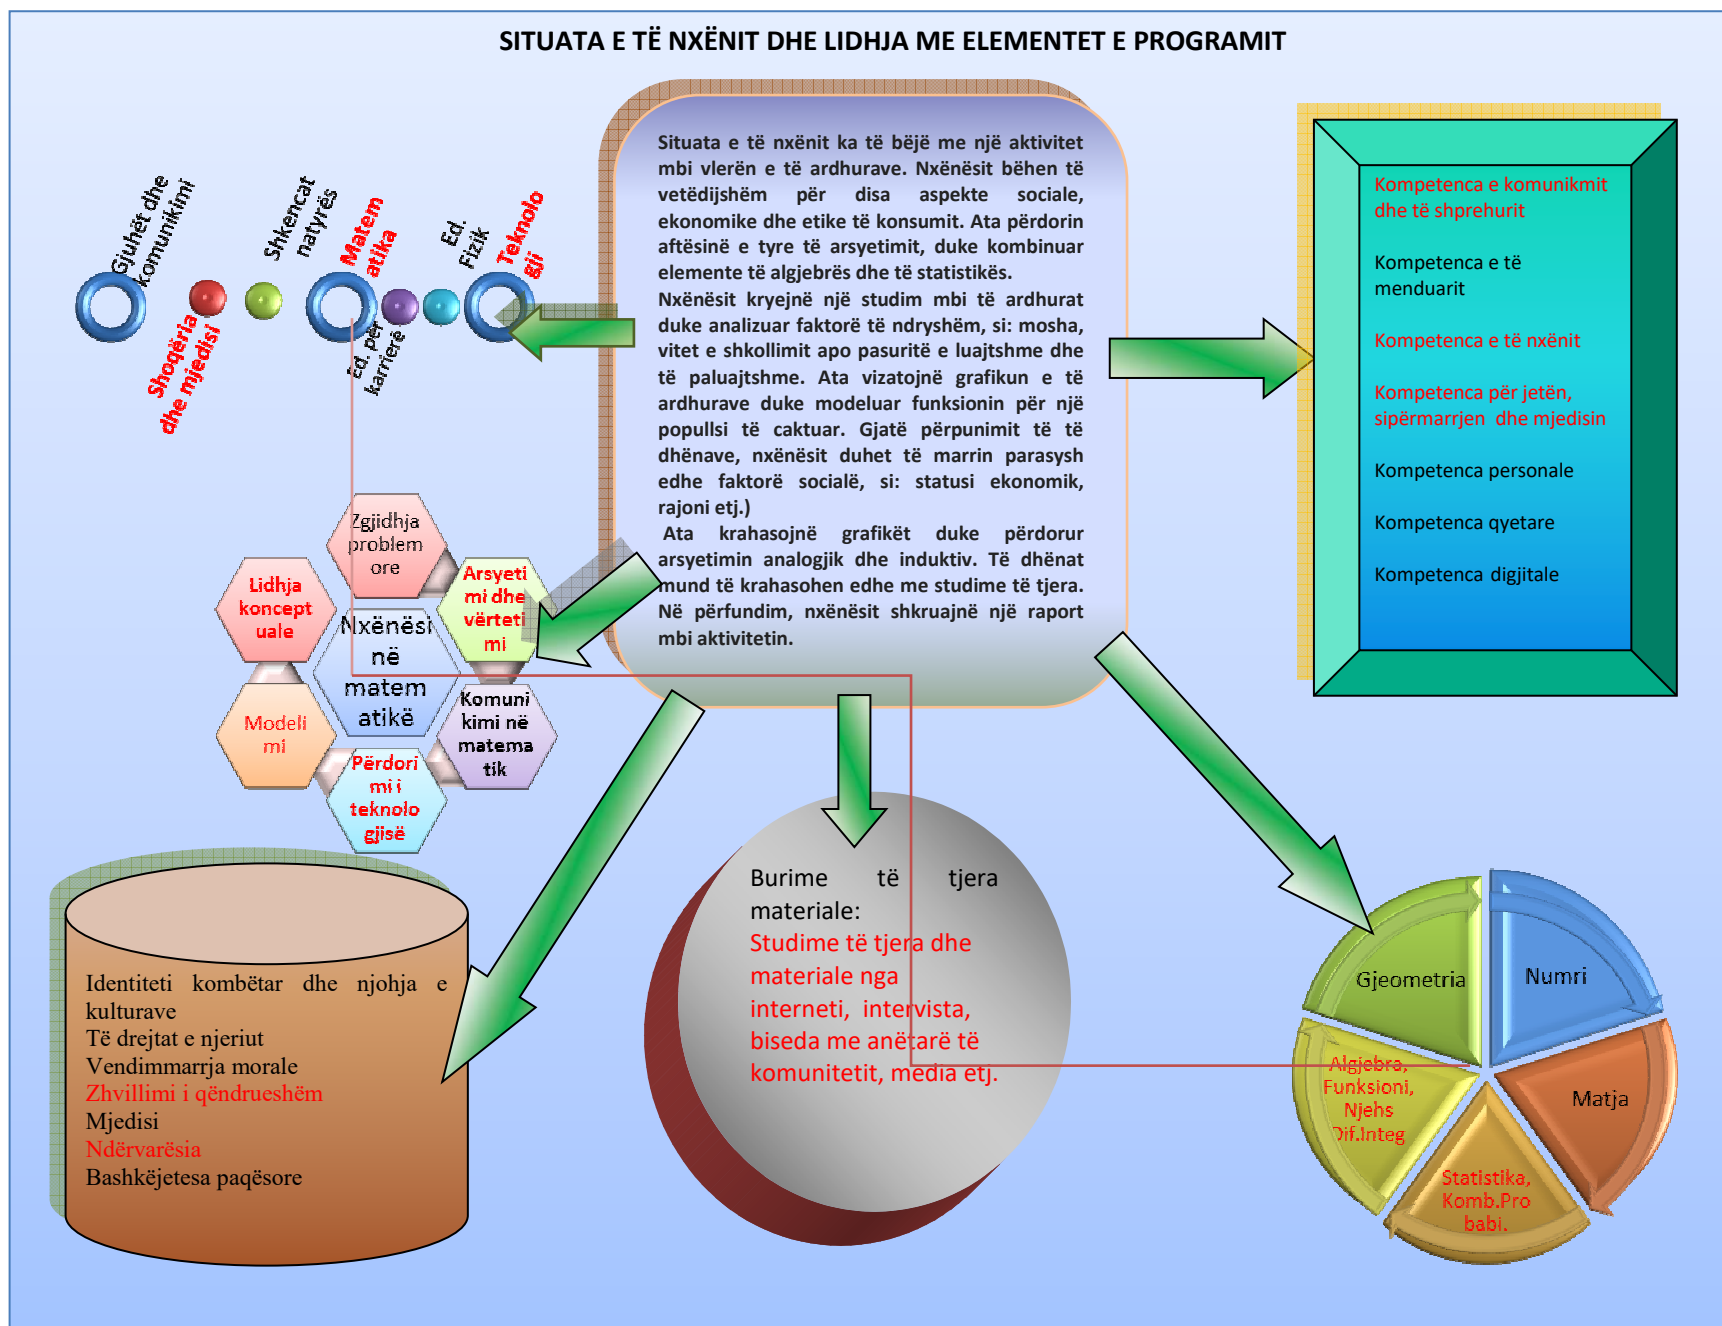 SITUATA E TË NXËNIT DHE LIDHJA ME ELEMENTET E PROGRAMIT
Gjuhët dhe
komunikimi
Shoqëria
dhe mjedisi
Shkencat
natyrës
Matem
atika
Ed. për
karrierë
Ed.
Fizik
Teknolo
gji
Situata e të nxënit ka të bëjë me një aktivitet
mbi vlerën e të ardhurave. Nxënësit bëhen të
vetëdijshëm për disa aspekte sociale,
ekonomike dhe etike të konsumit. Ata përdorin
aftësinë e tyre të arsyetimit, duke kombinuar
elemente të algjebrës dhe të statistikës.
Nxënësit kryejnë një studim mbi të ardhurat
duke analizuar faktorë të ndryshëm, si: mosha,
vitet e shkollimit apo pasuritë e luajtshme dhe
të paluajtshme. Ata vizatojnë grafikun e të
ardhurave duke modeluar funksionin për një
popullsi të caktuar. Gjatë përpunimit të të
dhënave, nxënësit duhet të marrin parasysh
edhe faktorë socialë, si: statusi ekonomik,
rajoni etj.)
Ata krahasojnë grafikët duke përdorur
arsyetimin analogjik dhe induktiv. Të dhënat
mund të krahasohen edhe me studime të tjera.
Në përfundim, nxënësit shkruajnë një raport
mbi aktivitetin.
Kompetenca e komunikmit
dhe të shprehurit
Kompetenca e të
menduarit
Kompetenca e të nxënit
Kompetenca për jetën,
sipërmarrjen dhe mjedisin
Kompetenca personale
Kompetenca qyetare
Kompetenca digjitale
Zgjidhja
problem
ore
Lidhja
koncept
uale
Arsyeti
mi dhe
vërteti
mi
Nxënësi
në
matem
atikë
Modeli
mi
Komuni
kimi në
matema
tik
Përdori
mi i
teknolo
gjisë
Identiteti kombëtar dhe njohja e
kulturave
Të drejtat e njeriut
Vendimmarrja morale
Zhvillimi i qëndrueshëm
Mjedisi
Ndërvarësia
Bashkëjetesa paqësore
Burime të tjera
materiale:
Studime të tjera dhe
materiale nga
interneti, intervista,
biseda me anëtarë të
komunitetit, media etj.
Gjeometria
Numri
Algjebra,
Funksioni,
Njehs
Dif.Integ
Matja
Statistika,
Komb.Pro
babi.